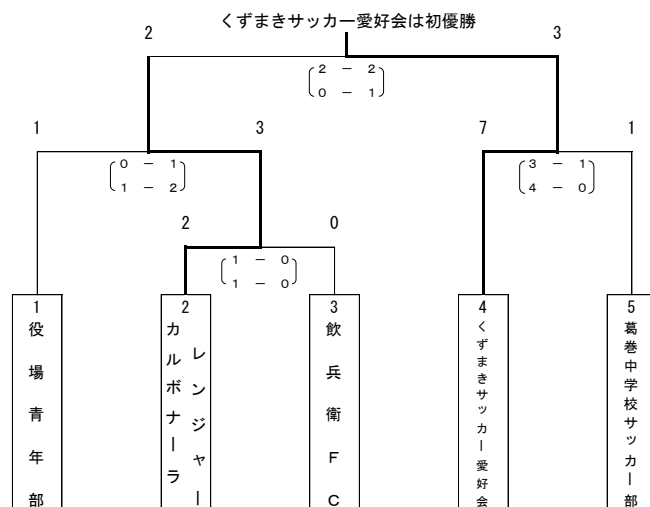 くずまきサッカー愛好会は初優勝
2
3
2 － 2
0 － 1
1
3
7
1
0 － 1
1 － 2
3 － 1
4 － 0
2
0
1 － 0
1 － 0
1
役場青年部
2
カルボナーラ
レンジャー
3
飲兵衛ＦＣ
4
くずまきサッカー愛好会
5
葛巻中学校サッカー部